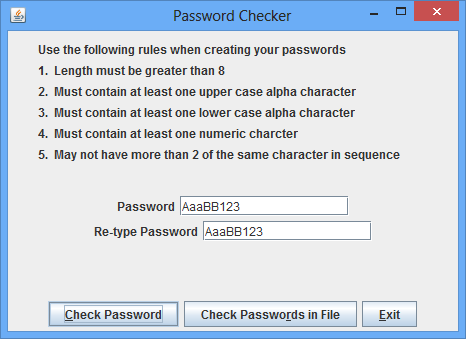 Password Checker
Use the following rules when creating your passwords
1. Length must be greater than 8
2. Must contain at least one upper case alpha character
3. Must contain at least one lower case alpha character
4. Must contain at least one numeric charcter
5. May not have more than 2 of the same character in sequence
Password AaaBB123
Re-type Password AaaBB123
Check Password Check Passwords in File Exit